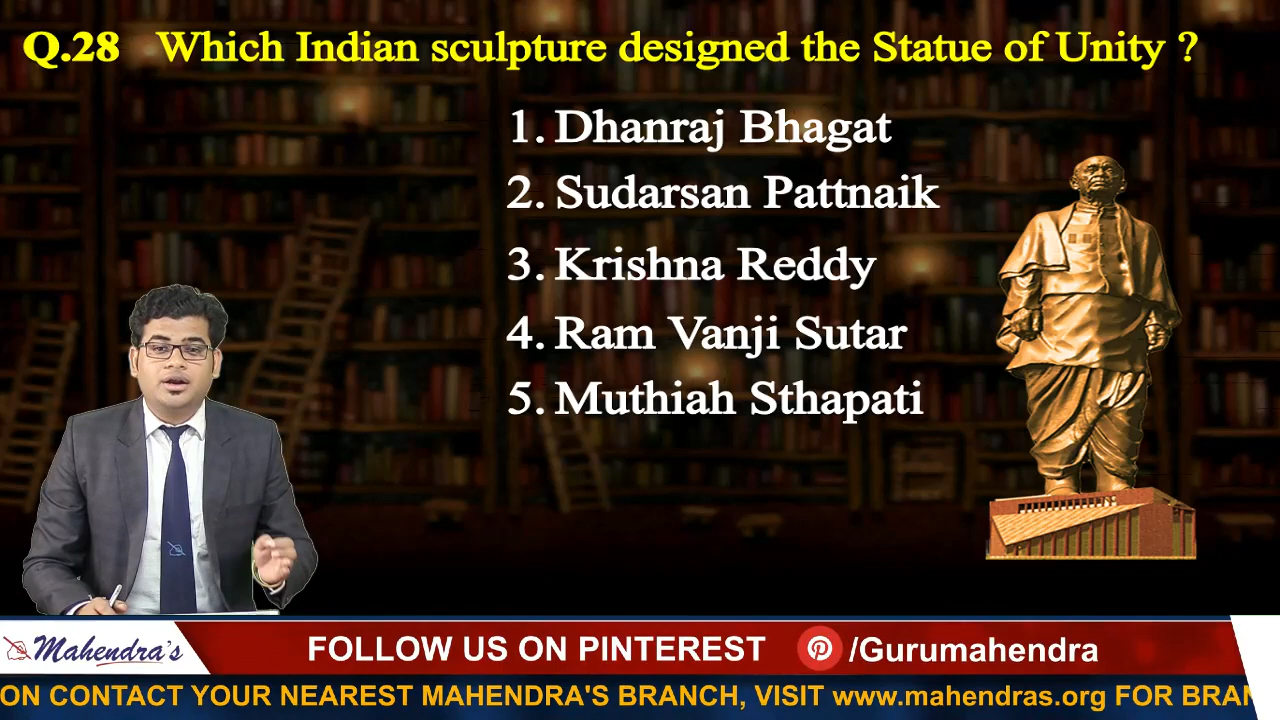 Q.28 Which Indian sculpture designed the Statue of Unity ?
1. Dhanraj Bhagat
2. Sudarsan Pattnaik
3. Krishna Reddy
4. Ram Vanji Sutar
5. Muthiah Sthapati
Mahendra's FOLLOW US ON PINTEREST /Gurumahendra
ON CONTACT YOUR NEAREST MAHENDRA'S BRANCH, VISIT www.mahendras.org FOR BRAN